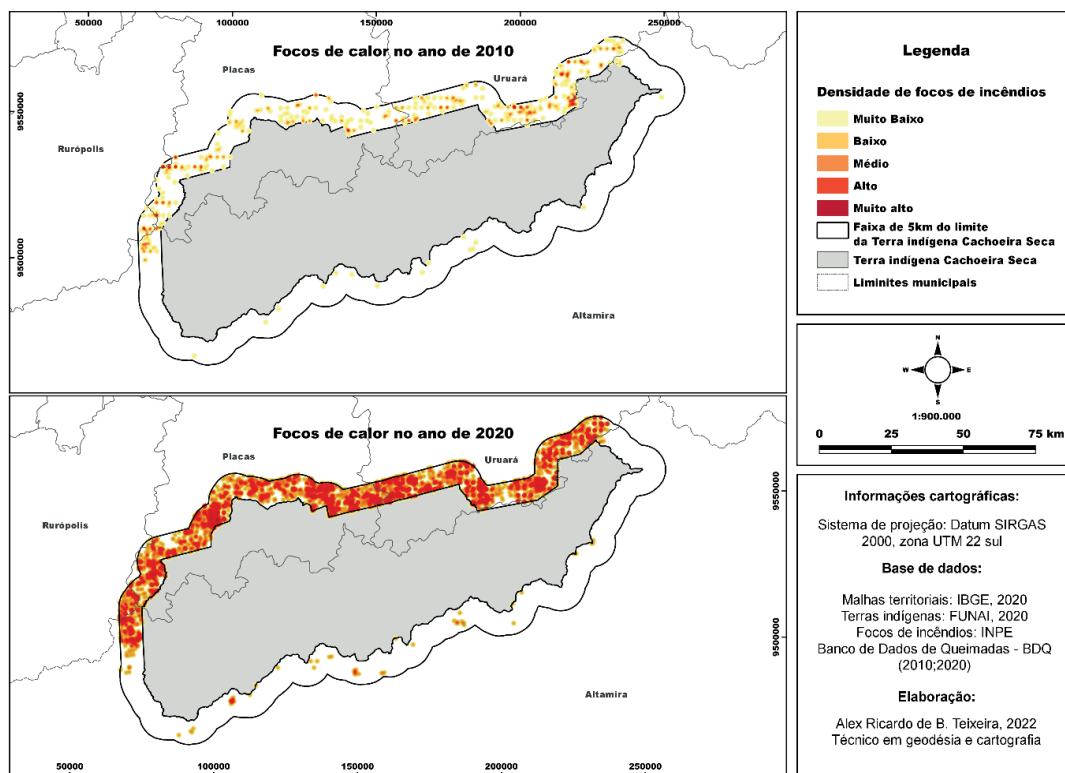 50000
100000
150000
200000
250000
Focos de calor no ano de 2010
Placas
Uruará
Rurópolis
Altamira
9550000
9500000
9550000
9500000
Focos de calor no ano de 2020
Placas
Uruará
Rurópolis
Altamira
9550000
9500000
50000
100000
150000
200000
250000
Legenda
Densidade de focos de incêndios
Muito Baixo
Baixo
Médio
Alto
Muito alto
Faixa de 5km do limite
da Terra indígena Cachoeira Seca
Terra indígena Cachoeira Seca
Liminites municipais
N
W
E
S
1:900.000
0 25 50 75 km
Informações cartográficas:
Sistema de projeção: Datum SIRGAS
2000, zona UTM 22 sul
Base de dados:
Malhas territoriais: IBGE, 2020
Terras indígenas: FUNAI, 2020
Focos de incêndios: INPE
Banco de Dados de Queimadas - BDQ
(2010;2020)
Elaboração:
Alex Ricardo de B. Teixeira, 2022
Técnico em geodésia e cartografia